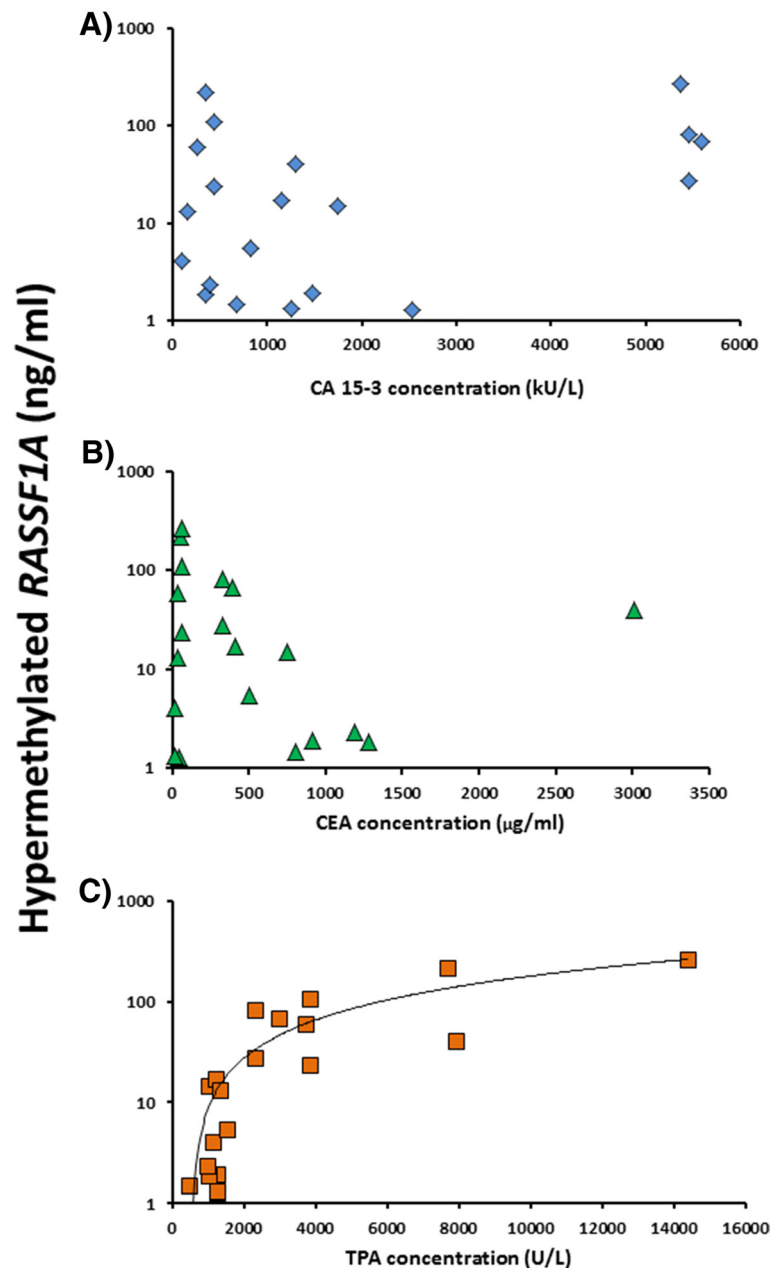 Hypermethylated RASSF1A (ng/ml)
A)
1000
100
10
1
0 1000 2000 3000 4000 5000 6000
CA 15-3 concentration (kU/L)
B)
1000
100
10
1
0 500 1000 1500 2000 2500 3000 3500
CEA concentration (μg/ml)
C)
1000
100
10
1
0 2000 4000 6000 8000 10000 12000 14000 16000
TPA concentration (U/L)